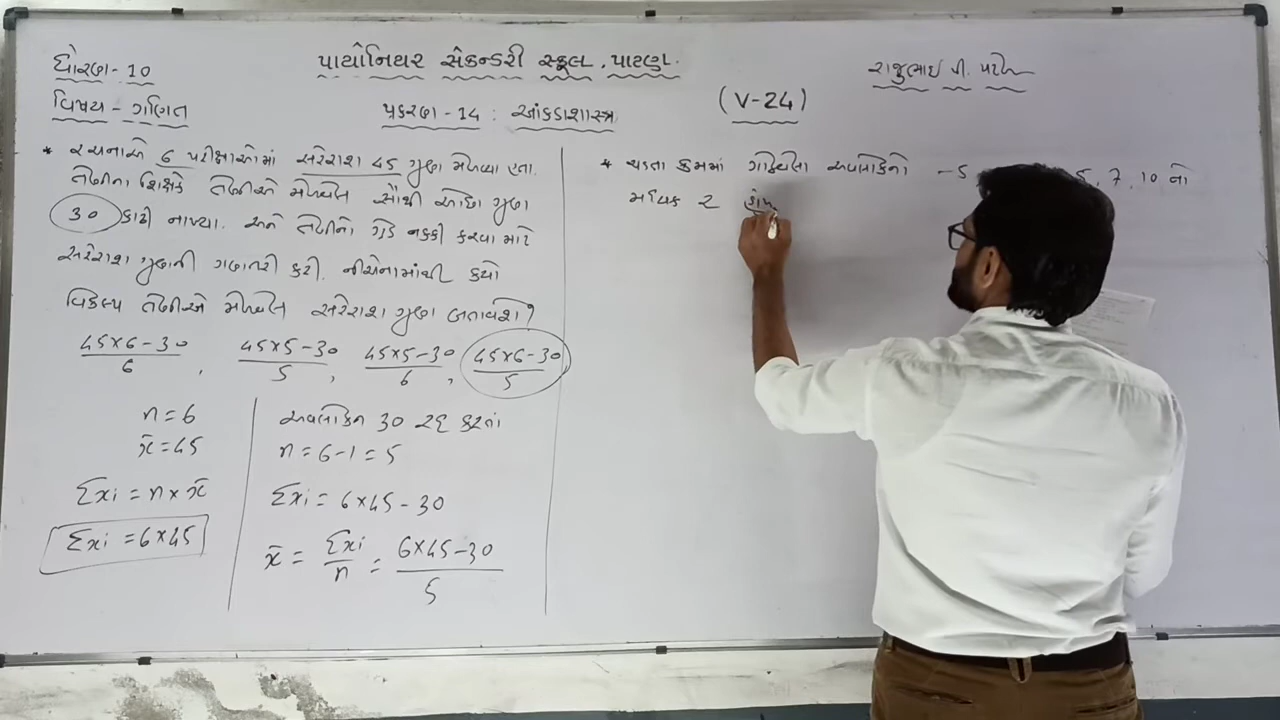 ધોરણ - 10
વિષય - ગણિત
પાયોનિયર સેકન્ડરી સ્કૂલ, પાટણ.
પ્રકરણ - 14 : આંકડાશાસ્ત્ર
(V-24)
રાજુભાઇ વી. પટેલ
* રચનાએ 6 પરીક્ષાઓમાં સરેરાશ 45 ગુણ મેળવ્યા હતા.
તેણીના શિક્ષકે તેણીએ મેળવેલ સૌથી ઓછા ગુણ
30 કાઢી નાખ્યા. અને તેણીનો ગ્રેડ નક્કી કરવા માટે
સરેરાશ ગુણની ગણતરી કરી. નીચેનામાંથી કયો
વિકલ્પ તેણીએ મેળવેલ સરેરાશ ગુણ બતાવશે?
45×6-30/6 , 45×5-30/5 , 45×5-30/6 , 45×6-30/5
n = 6
x̄ = 45
Σxi = n × x̄
Σxi = 6×45
અવલોકન 30 રદ્દ કરતાં
n = 6-1 = 5
Σxi = 6×45 - 30
x̄ = Σxi/n = 6×45-30/5
* ચડતા ક્રમમાં ગોઠવેલા અવલોકનો -5 5, 7, 10 નો
મધ્યક 2